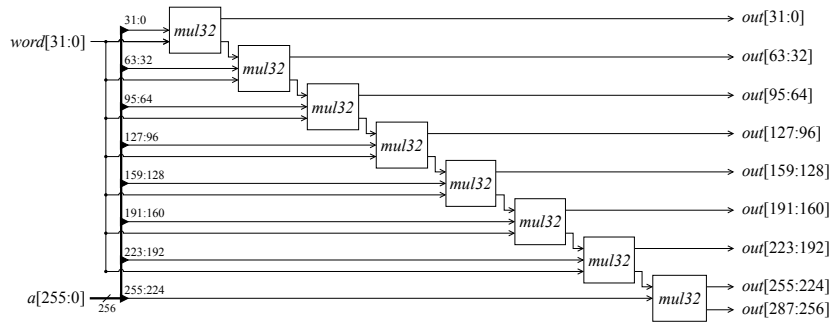 31:0
mul32
out[31:0]
word[31:0]
63:32
mul32
out[63:32]
95:64
mul32
out[95:64]
127:96
mul32
out[127:96]
159:128
mul32
out[159:128]
191:160
mul32
out[191:160]
223:192
mul32
out[223:192]
255:224
mul32
out[255:224]
a[255:0]
256
out[287:256]